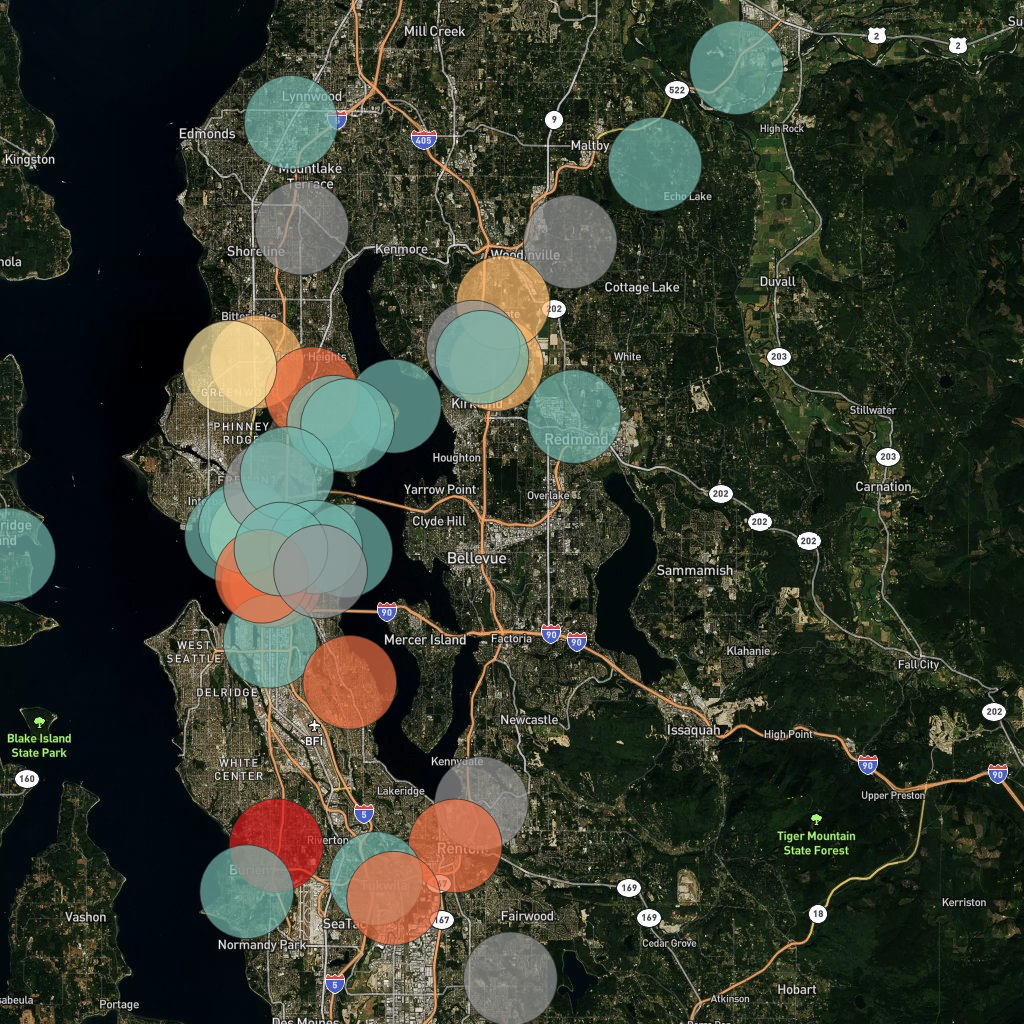 Mill Creek
2
2
Su
522
Lynnwood
5
9
High Rock
Edmonds
405
Maltby
Kingston
Mountlake
Terrace
Echo Lake
nola
Shoreline
Kenmore
Woodinville
Duvall
Cottage Lake
202
Bitter Lake
203
White
Heights
GREENWOOD
Kirkland
Stillwater
PHINNEY
RIDGE
Redmond
Houngton
203
Carnation
Yarrow Point
Overlake
202
Clyde Hill
202
202
Bellevue
Sammamish
90
Mercer Island
Factoria
90
90
WEST
SEATTLE
Klahanie
Fall City
DELRIDGE
202
Blake Island
State Park
BFI
Newcastle
Issaquah
High Point
160
WHITE
CENTER
Kennydale
90
90
Lakeridge
Upper Preston
5
Tiger Mountain
State Forest
Riverton
Renton
Burien
Tukwila
169
169
Kerriston
18
Vashon
SeaTac
167
Fairwood
Normandy Park
Cedar Grove
5
Hobart
sabeula
Portage
Atkinson
Des Moines